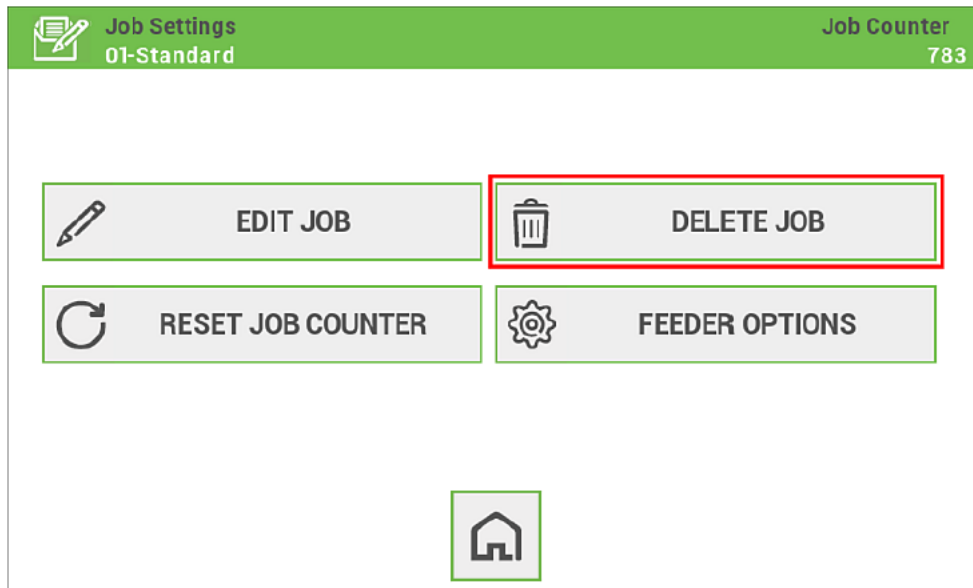 Job Settings
Job Counter
01-Standard
783
EDIT JOB
DELETE JOB
RESET JOB COUNTER
FEEDER OPTIONS